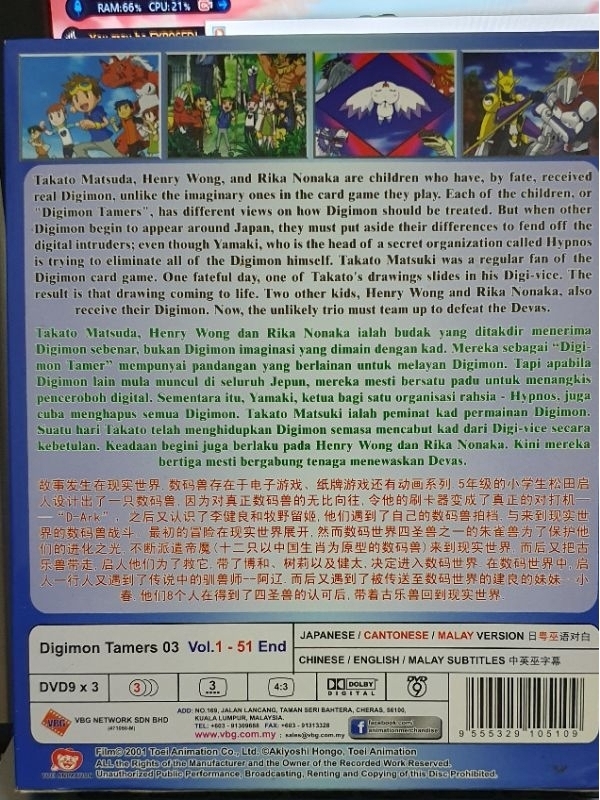 RAM:66% CPU:21%
You may be EXPOSED!
Takato Matsuda, Henry Wong, and Rika Nonaka are children who have, by fate, received
real Digimon, unlike the imaginary ones in the card game they play. Each of the children, or
"Digimon Tamers", has different views on how Digimon should be treated. But when other
Digimon begin to appear around Japan, they must put aside their differences to fend off the
digital intruders; even though Yamaki, who is the head of a secret organization called Hypnos
is trying to eliminate all of the Digimon himself. Takato Matsuki was a regular fan of the
Digimon card game. One fateful day, one of Takato's drawings slides in his Digi-vice. The
result is that drawing coming to life. Two other kids, Henry Wong and Rika Nonaka, also
receive their Digimon. Now, the unlikely trio must team up to defeat the Devas.
Takato Matsuda, Henry Wong dan Rika Nonaka ialah budak yang ditakdir menerima
Digimon sebenar, bukan Digimon imaginasi yang dimain dengan kad. Mereka sebagai "Digi-
mon Tamer" mempunyai pandangan yang berlainan untuk melayan Digimon. Tapi apabila
Digimon lain mula muncul di seluruh Jepun, mereka mesti bersatu padu untuk menangkis
penceroboh digital. Sementara itu, Yamaki, ketua bagi satu organisasi rahsia - Hypnos, juga
cuba menghapus semua Digimon. Takato Matsuki ialah peminat kad permainan Digimon.
Suatu hari Takato telah menghidupkan Digimon semasa mencabut kad dari Digi-vice secara
kebetulan. Keadaan begini juga berlaku pada Henry Wong dan Rika Nonaka. Kini mereka
bertiga mesti bergabung tenaga menewaskan Devas.
故事发生在现实世界. 数码兽存在于电子游戏、纸牌游戏还有动画系列. 5年级的小学生松田启
人设计出了一只数码兽. 因为对真正数码兽的无比向往, 令他的刷卡器变成了真正的对打机—
—"D-Ark", 之后又认识了李健良和牧野留姬, 他们遇到了自己的数码兽拍档, 与来到现实世
界的数码兽战斗. 最初的冒险在现实世界展开, 然而数码世界四圣兽之一的朱雀兽为了保护他
们的进化之光, 不断派遣帝魔(十二只以中国生肖为原型的数码兽)来到现实世界, 而后又把古
乐兽带走, 启人他们为了救它, 带了博和、树莉以及健太, 决定进入数码世界. 在数码世界中, 启
人一行人又遇到了传说中的驯兽师--阿辽. 而后又遇到了被传送至数码世界的建良的妹妹- 小
春. 他们8个人在得到了四圣兽的认可后, 带着古乐兽回到现实世界.
Digimon Tamers 03 Vol.1 - 51 End
JAPANESE / CANTONESE / MALAY VERSION 日粤巫语对白
CHINESE / ENGLISH / MALAY SUBTITLES 中英巫字幕
DVD9 x 3
3
3
4:3
DOLBY
DIGITAL
DVD
9
VBG
VBG NETWORK SDN BHD
(471098-M)
ADD: NO.169, JALAN LANCANG, TAMAN SERI BAHTERA, CHERAS, 56100,
KUALA LUMPUR, MALAYSIA.
TEL: +603 - 91309688 FAX: +603 - 91313328
www.vbg.com.my ; sales@vbg.com.my
facebook.com/
animationmerchandise
9 555329 105109
TOEI ANIMATION
Film© 2001 Toei Animation Co., Ltd. ©Akiyoshi Hongo, Toei Animation
ALL the Rights of the Manufacturer and the Owner of the Recorded Work Reserved.
Unauthorized Public Performance, Broadcasting, Renting and Copying of this Disc Prohibited.